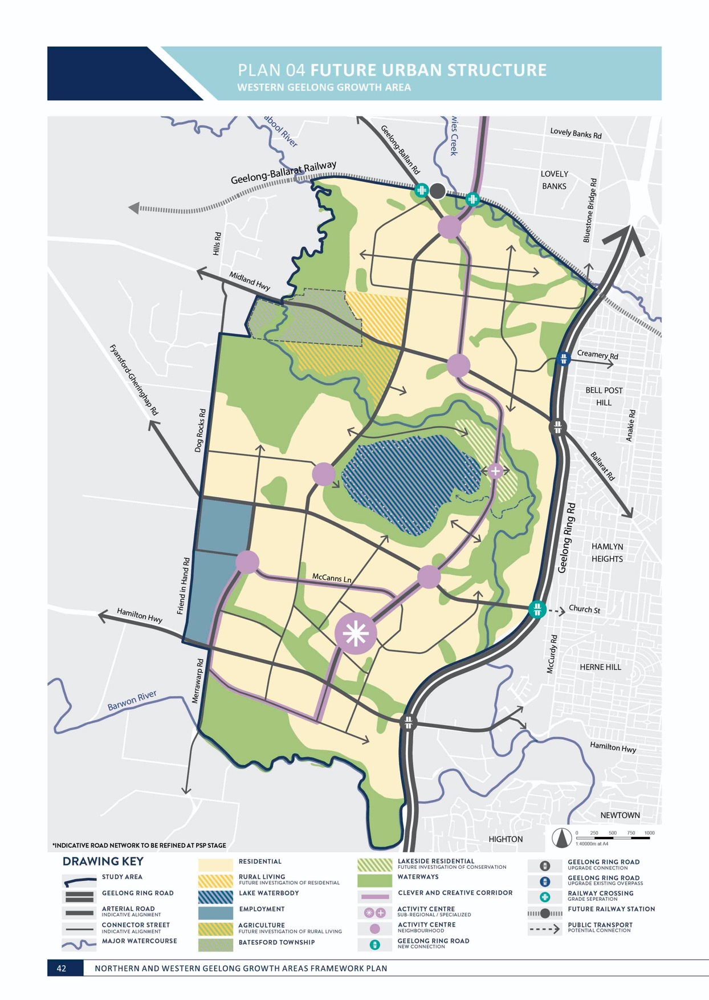 PLAN 04 FUTURE URBAN STRUCTURE
WESTERN GEELONG GROWTH AREA
abool River
vies Creek
Geelong-Ballan Rd
Lovely Banks Rd
Geelong-Ballarat Railway
LOVELY
BANKS
Bluestone Bridge Rd
Hills Rd
Midland Hwy
Fyansford-Gheringhap Rd
Creamery Rd
BELL POST
HILL
Dog Rocks Rd
Anakie Rd
Ballarat Rd
Geelong Ring Rd
HAMLYN
HEIGHTS
Friend in Hand Rd
McCanns Ln
Hamilton Hwy
Church St
McCurdy Rd
HERNE HILL
Merrawarp Rd
Barwon River
Hamilton Hwy
NEWTOWN
HIGHTON
0 250 500 750 1000
1:40000m at A4
*INDICATIVE ROAD NETWORK TO BE REFINED AT PSP STAGE
DRAWING KEY
STUDY AREA
GEELONG RING ROAD
ARTERIAL ROAD
INDICATIVE ALIGNMENT
CONNECTOR STREET
INDICATIVE ALIGNMENT
MAJOR WATERCOURSE
RESIDENTIAL
RURAL LIVING
FUTURE INVESTIGATION OF RESIDENTIAL
LAKE WATERBODY
EMPLOYMENT
AGRICULTURE
FUTURE INVESTIGATION OF RURAL LIVING
BATESFORD TOWNSHIP
LAKESIDE RESIDENTIAL
FUTURE INVESTIGATION OF CONSERVATION
WATERWAYS
CLEVER AND CREATIVE CORRIDOR
ACTIVITY CENTRE
SUB-REGIONAL / SPECIALIZED
ACTIVITY CENTRE
NEIGHBOURHOOD
GEELONG RING ROAD
NEW CONNECTION
GEELONG RING ROAD
UPGRADE CONNECTION
GEELONG RING ROAD
UPGRADE EXISTING OVERPASS
RAILWAY CROSSING
GRADE SEPERATION
FUTURE RAILWAY STATION
PUBLIC TRANSPORT
POTENTIAL CONNECTION
42 NORTHERN AND WESTERN GEELONG GROWTH AREAS FRAMEWORK PLAN